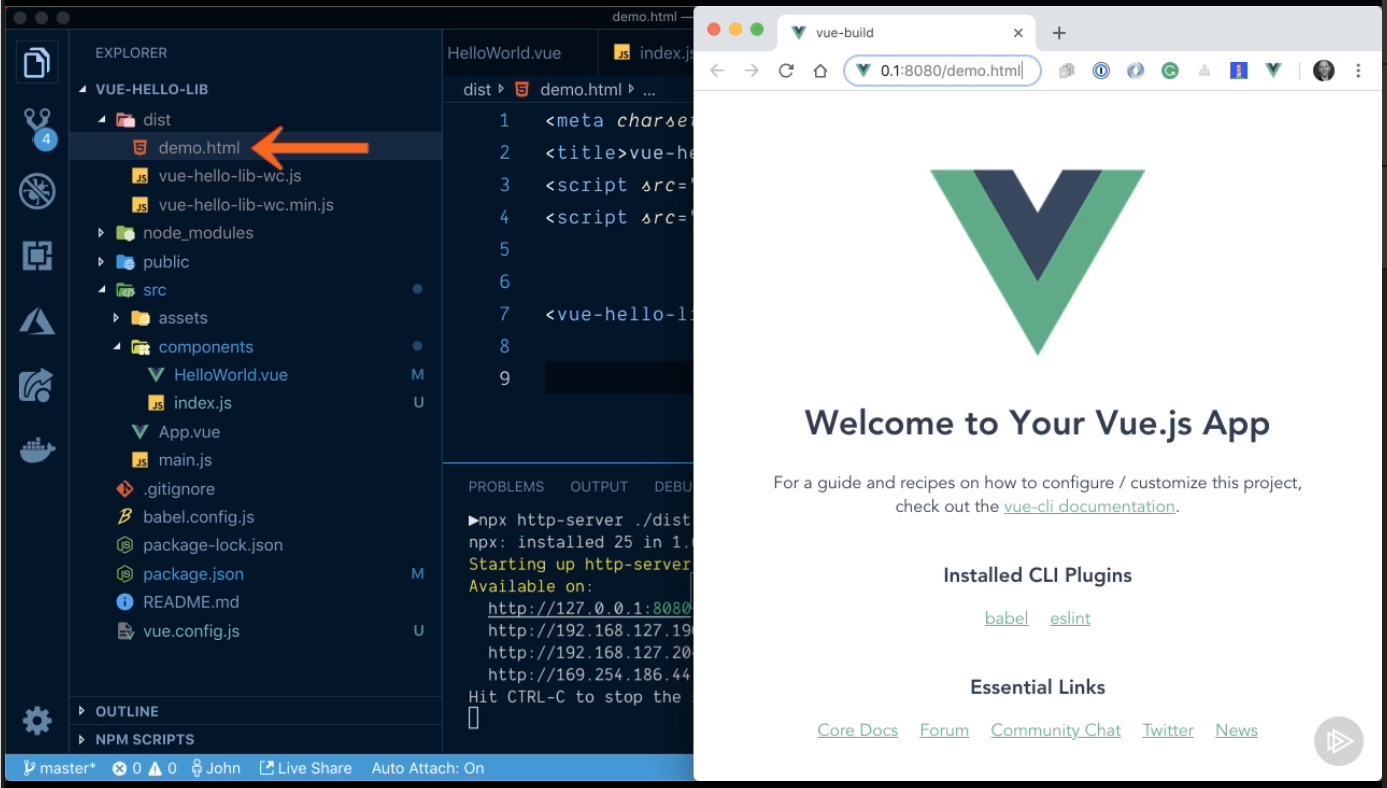 demo.html —
EXPLORER
VUE-HELLO-LIB
dist
demo.html
vue-hello-lib-wc.js
vue-hello-lib-wc.min.js
node_modules
public
src
assets
components
HelloWorld.vue M
index.js U
App.vue
main.js
.gitignore
babel.config.js
package-lock.json
package.json M
README.md
vue.config.js U
OUTLINE
NPM SCRIPTS
4
HelloWorld.vue
JS index.js
dist demo.html ...
1 <meta charset
2 <title>vue-he
3 <script src="
4 <script src="
5
6
7 <vue-hello-li
8
9
PROBLEMS OUTPUT DEBU
▶npx http-server ./dist
npx: installed 25 in 1.
Starting up http-server
Available on:
http://127.0.0.1:8080
http://192.168.127.19
http://192.168.127.20
http://169.254.186.44
Hit CTRL-C to stop the
master* 0 0 John Live Share Auto Attach: On
vue-build
0.1:8080/demo.html
Welcome to Your Vue.js App
For a guide and recipes on how to configure / customize this project,
check out the vue-cli documentation.
Installed CLI Plugins
babel eslint
Essential Links
Core Docs Forum Community Chat Twitter News